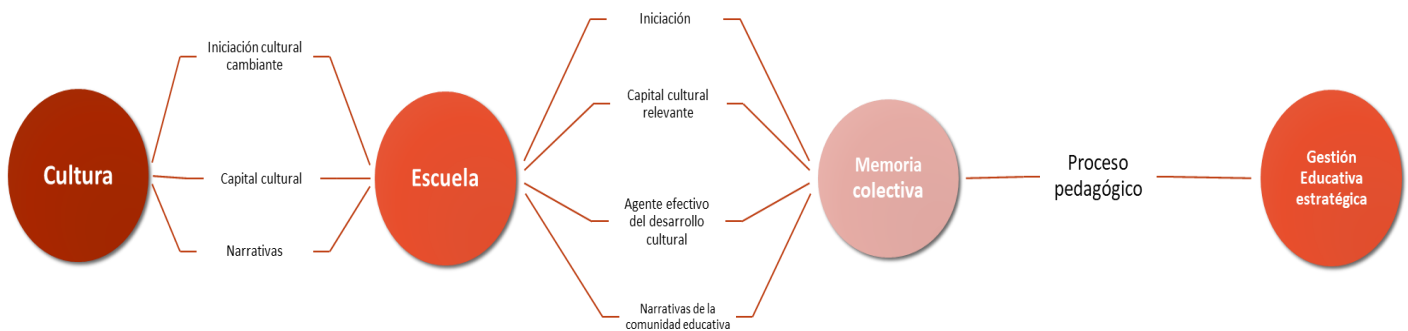 Cultura
Iniciación cultural
cambiante
Capital cultural
Narrativas
Escuela
Iniciación
Capital cultural
relevante
Agente efectivo
del desarrollo
cultural
Narrativas de la
comunidad educativa
Memoria
colectiva
Proceso
pedagógico
Gestión
Educativa
estratégica